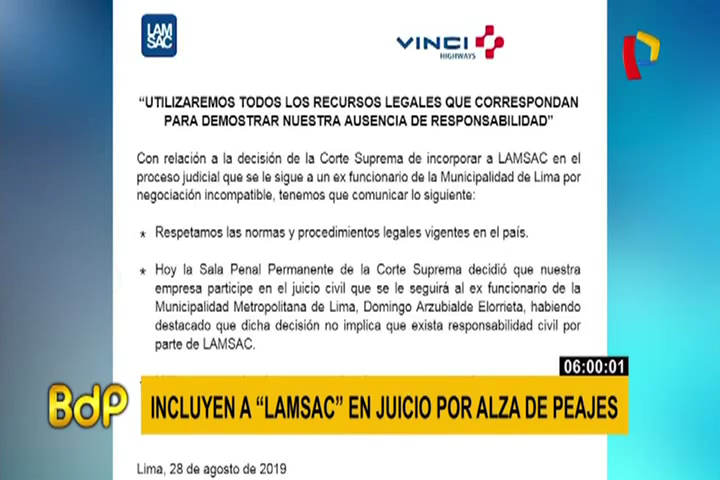 LAM
SAC
VINCI
HIGHWAYS
“UTILIZAREMOS TODOS LOS RECURSOS LEGALES QUE CORRESPONDAN
PARA DEMOSTRAR NUESTRA AUSENCIA DE RESPONSABILIDAD”
Con relación a la decisión de la Corte Suprema de incorporar a LAMSAC en el
proceso judicial que se le sigue a un ex funcionario de la Municipalidad de Lima por
negociación incompatible, tenemos que comunicar lo siguiente:
* Respetamos las normas y procedimientos legales vigentes en el país.
* Hoy la Sala Penal Permanente de la Corte Suprema decidió que nuestra
empresa participe en el juicio civil que se le seguirá al ex funcionario de la
Municipalidad Metropolitana de Lima, Domingo Arzubialde Elorrieta, habiendo
destacado que dicha decisión no implica que exista responsabilidad civil por
parte de LAMSAC.
06:00:01
BdP
INCLUYEN A “LAMSAC” EN JUICIO POR ALZA DE PEAJES
Lima, 28 de agosto de 2019